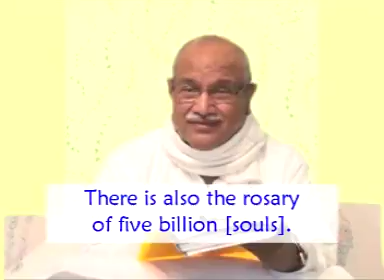 There is also the rosary
of five billion [souls].